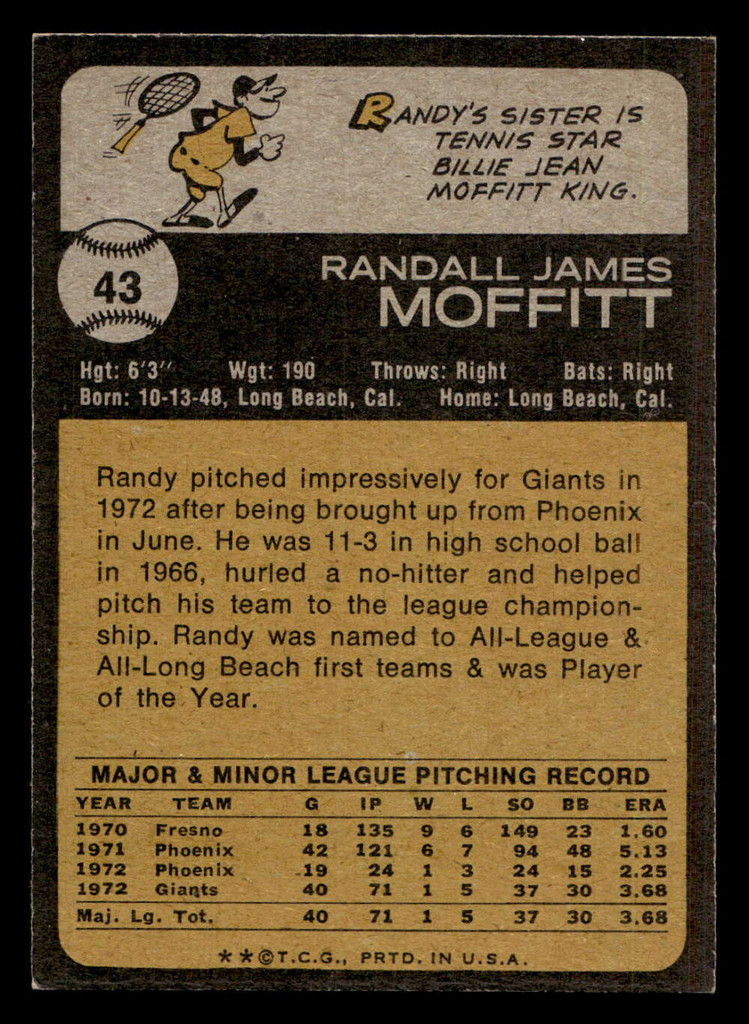 RANDY'S SISTER IS
TENNIS STAR
BILLIE JEAN
MOFFITT KING.
43
RANDALL JAMES
MOFFITT
Hgt: 6'3" Wgt: 190 Throws: Right Bats: Right
Born: 10-13-48, Long Beach, Cal. Home: Long Beach, Cal.
Randy pitched impressively for Giants in
1972 after being brought up from Phoenix
in June. He was 11-3 in high school ball
in 1966, hurled a no-hitter and helped
pitch his team to the league champion-
ship. Randy was named to All-League &
All-Long Beach first teams & was Player
of the Year.
MAJOR & MINOR LEAGUE PITCHING RECORD
YEAR TEAM G IP W L SO BB ERA
1970 Fresno 18 135 9 6 149 23 1.60
1971 Phoenix 42 121 6 7 94 48 5.13
1972 Phoenix 19 24 1 3 24 15 2.25
1972 Giants 40 71 1 5 37 30 3.68
Maj. Lg. Tot. 40 71 1 5 37 30 3.68
**©T.C.G., PRTD. IN U.S.A.